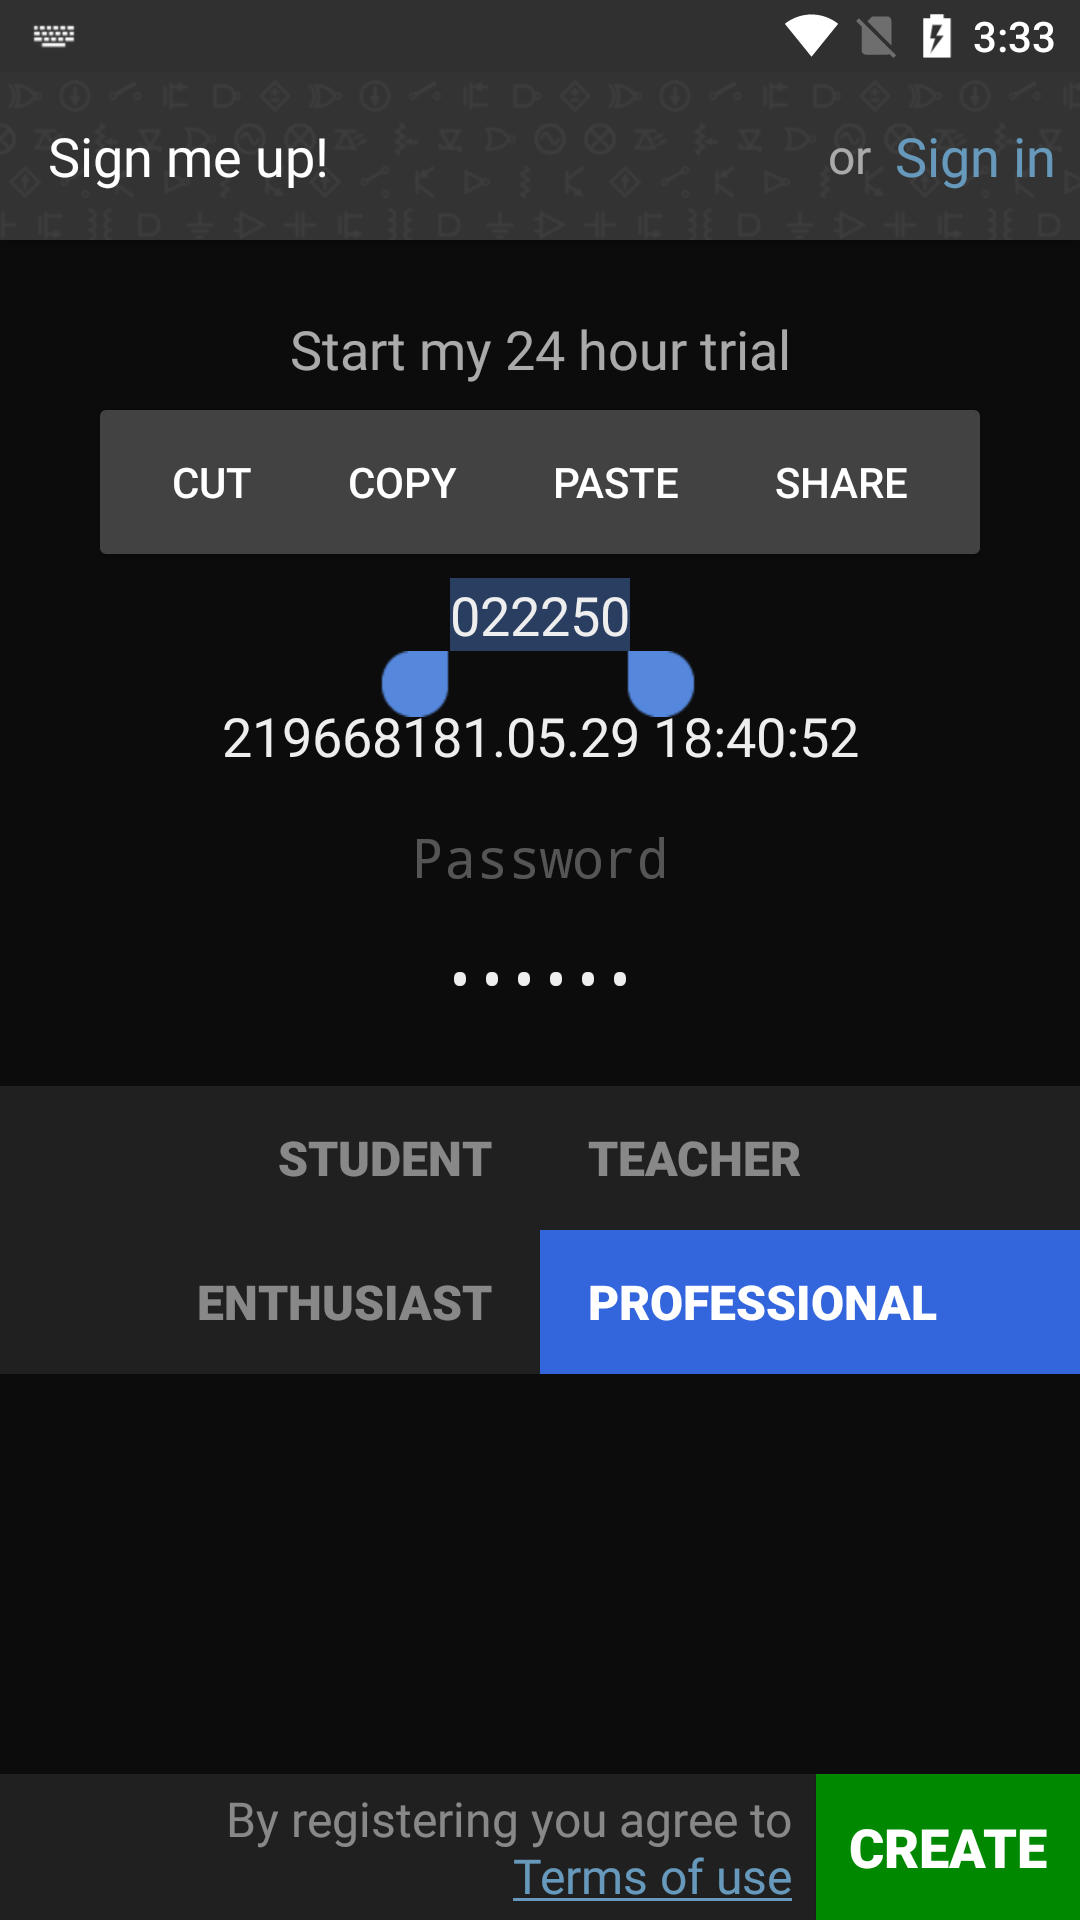 3:33
Sign me up!
or Sign in
Start my 24 hour trial
CUT COPY PASTE SHARE
022250
219668181.05.29 18:40:52
Password
••••••
STUDENT TEACHER
ENTHUSIAST PROFESSIONAL
By registering you agree to
Terms of use
CREATE